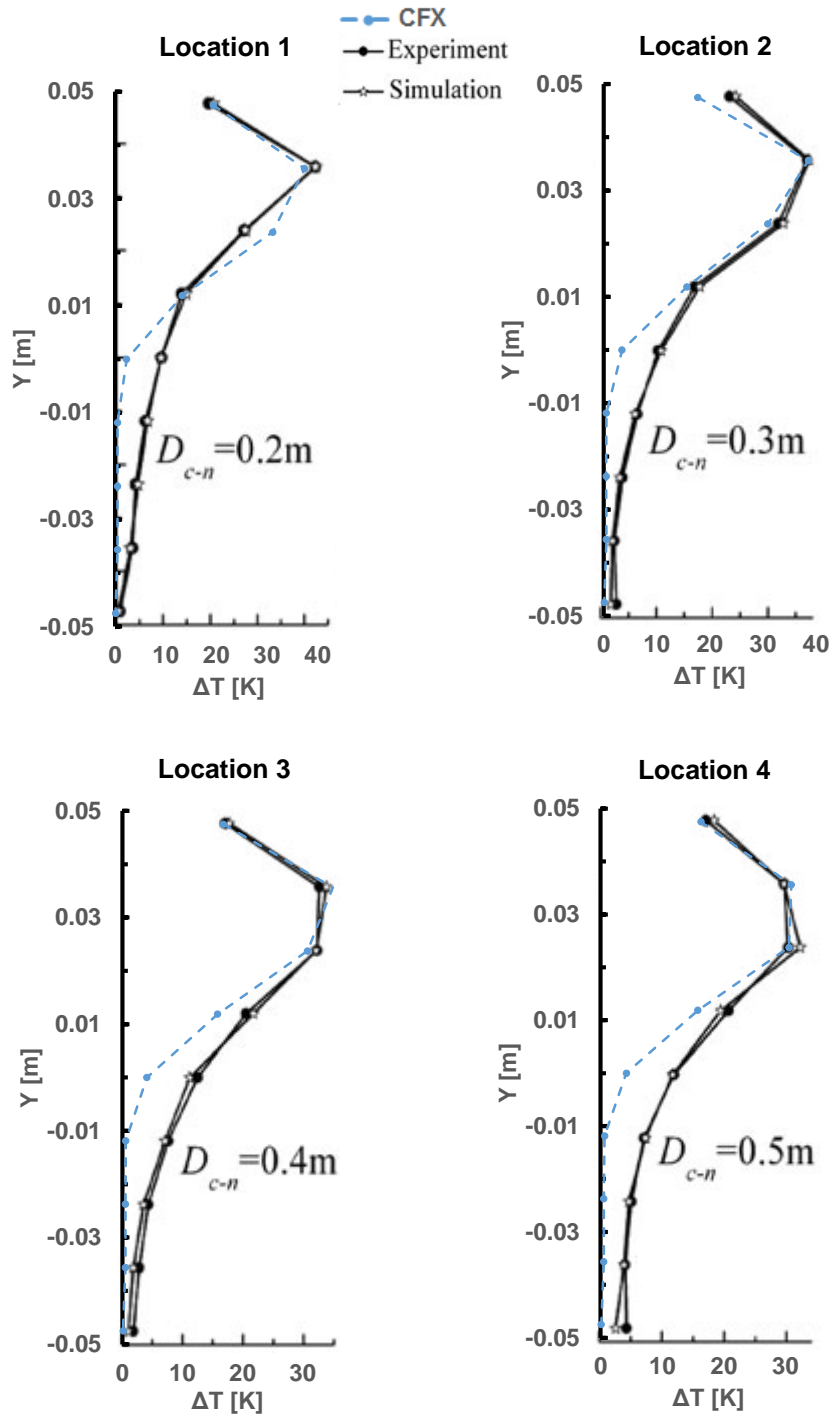 CFX
Experiment
Simulation
Location 1
0.05
0.03
0.01
-0.01
-0.03
-0.05
Y [m]
D c-n =0.2m
0 10 20 30 40
ΔT [K]
Location 2
0.05
0.03
0.01
-0.01
-0.03
-0.05
Y [m]
D c-n =0.3m
0 10 20 30 40
ΔT [K]
Location 3
0.05
0.03
0.01
-0.01
-0.03
-0.05
Y [m]
D c-n =0.4m
0 10 20 30
ΔT [K]
Location 4
0.05
0.03
0.01
-0.01
-0.03
-0.05
Y [m]
D c-n =0.5m
0 10 20 30
ΔT [K]